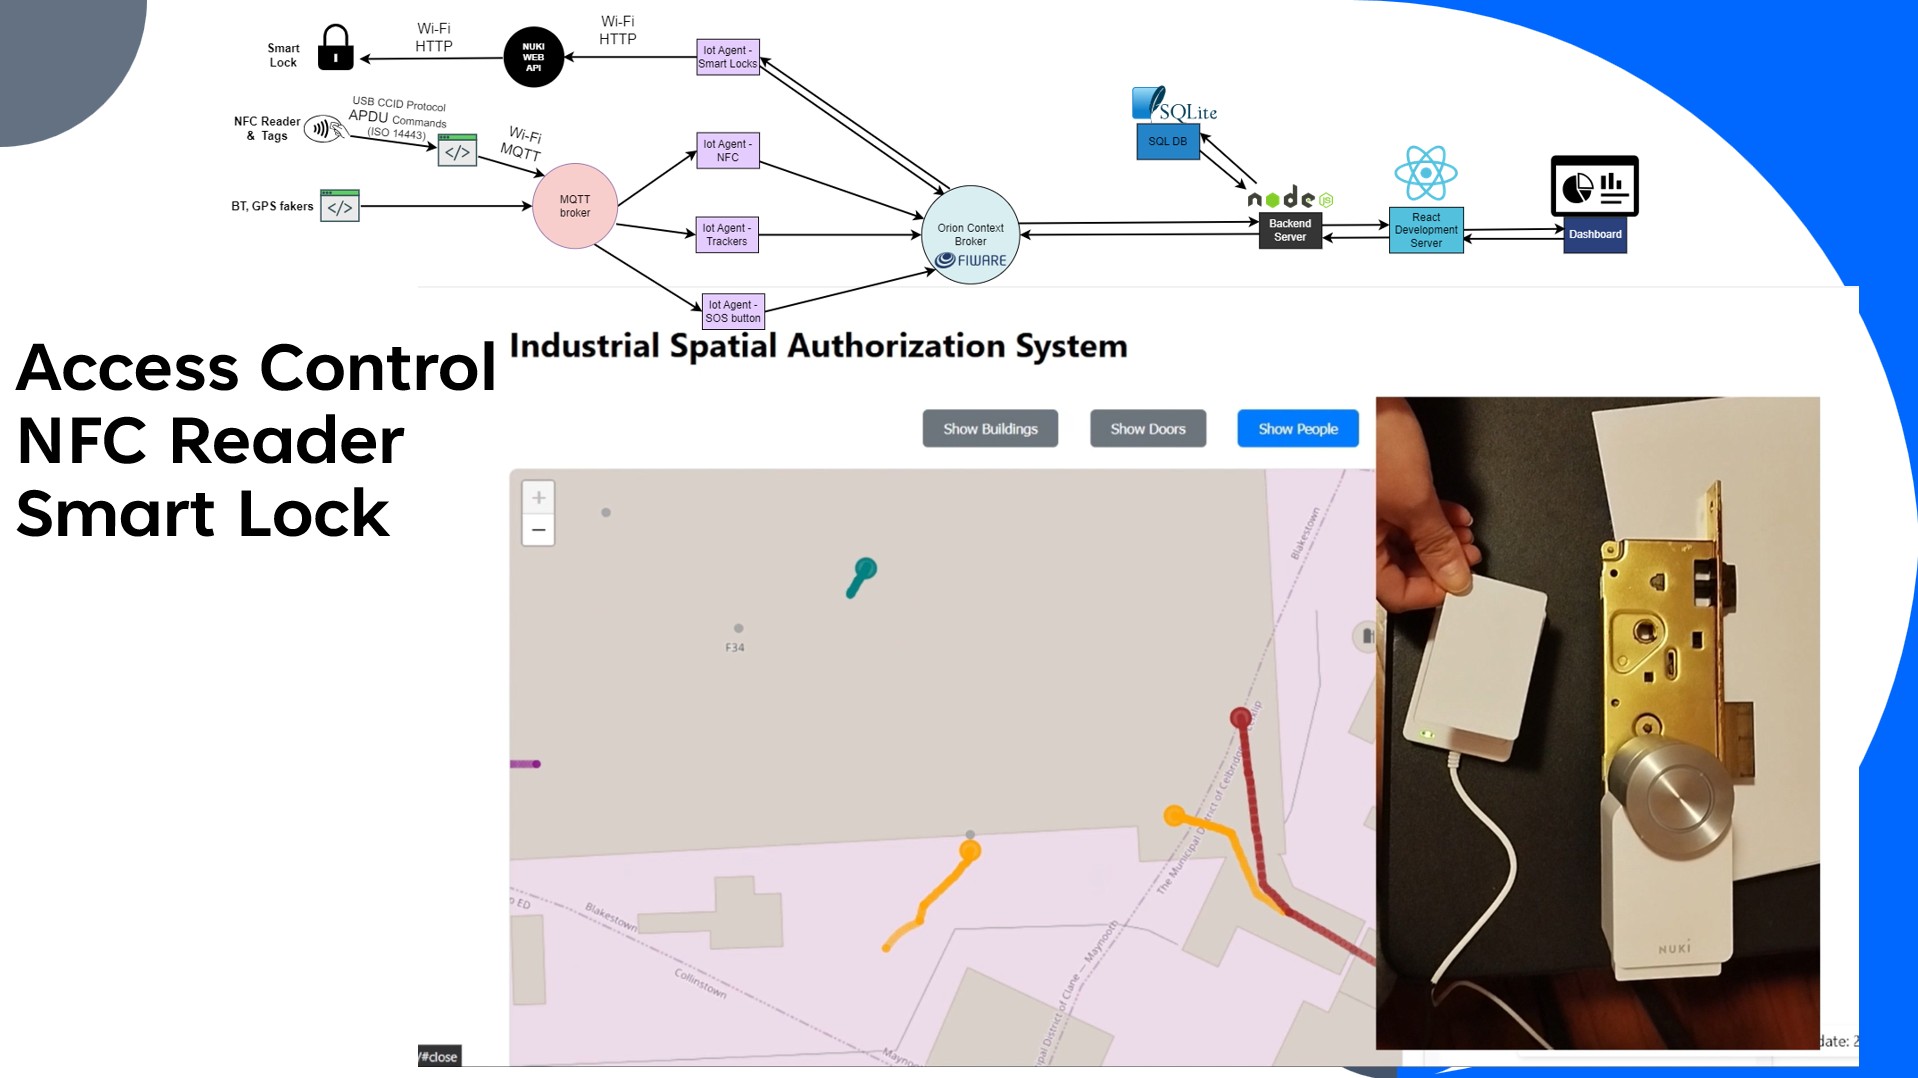 Smart
Lock
Wi-Fi
HTTP
NUKI
WEB
API
Wi-Fi
HTTP
Iot Agent -
Smart Locks
NFC Reader
& Tags
USB CCID Protocol
APDU Commands
(ISO 14443)
</>
Wi-Fi
MQTT
BT, GPS fakers
</>
MQTT
broker
Iot Agent -
NFC
Iot Agent -
Trackers
Iot Agent -
SOS button
Orion Context
Broker
FIWARE
SQLite
SQL DB
node
JS
Backend
Server
React
Development
Server
Dashboard
Access Control
NFC Reader
Smart Lock
Industrial Spatial Authorization System
Show Buildings
Show Doors
Show People
+
−
F34
Blakestown
The Municipal District of Celbridge
Blakestown
Collinstown
ED
Maynooth
District of Clane — Maynooth
NUKI
/#close
date: 2